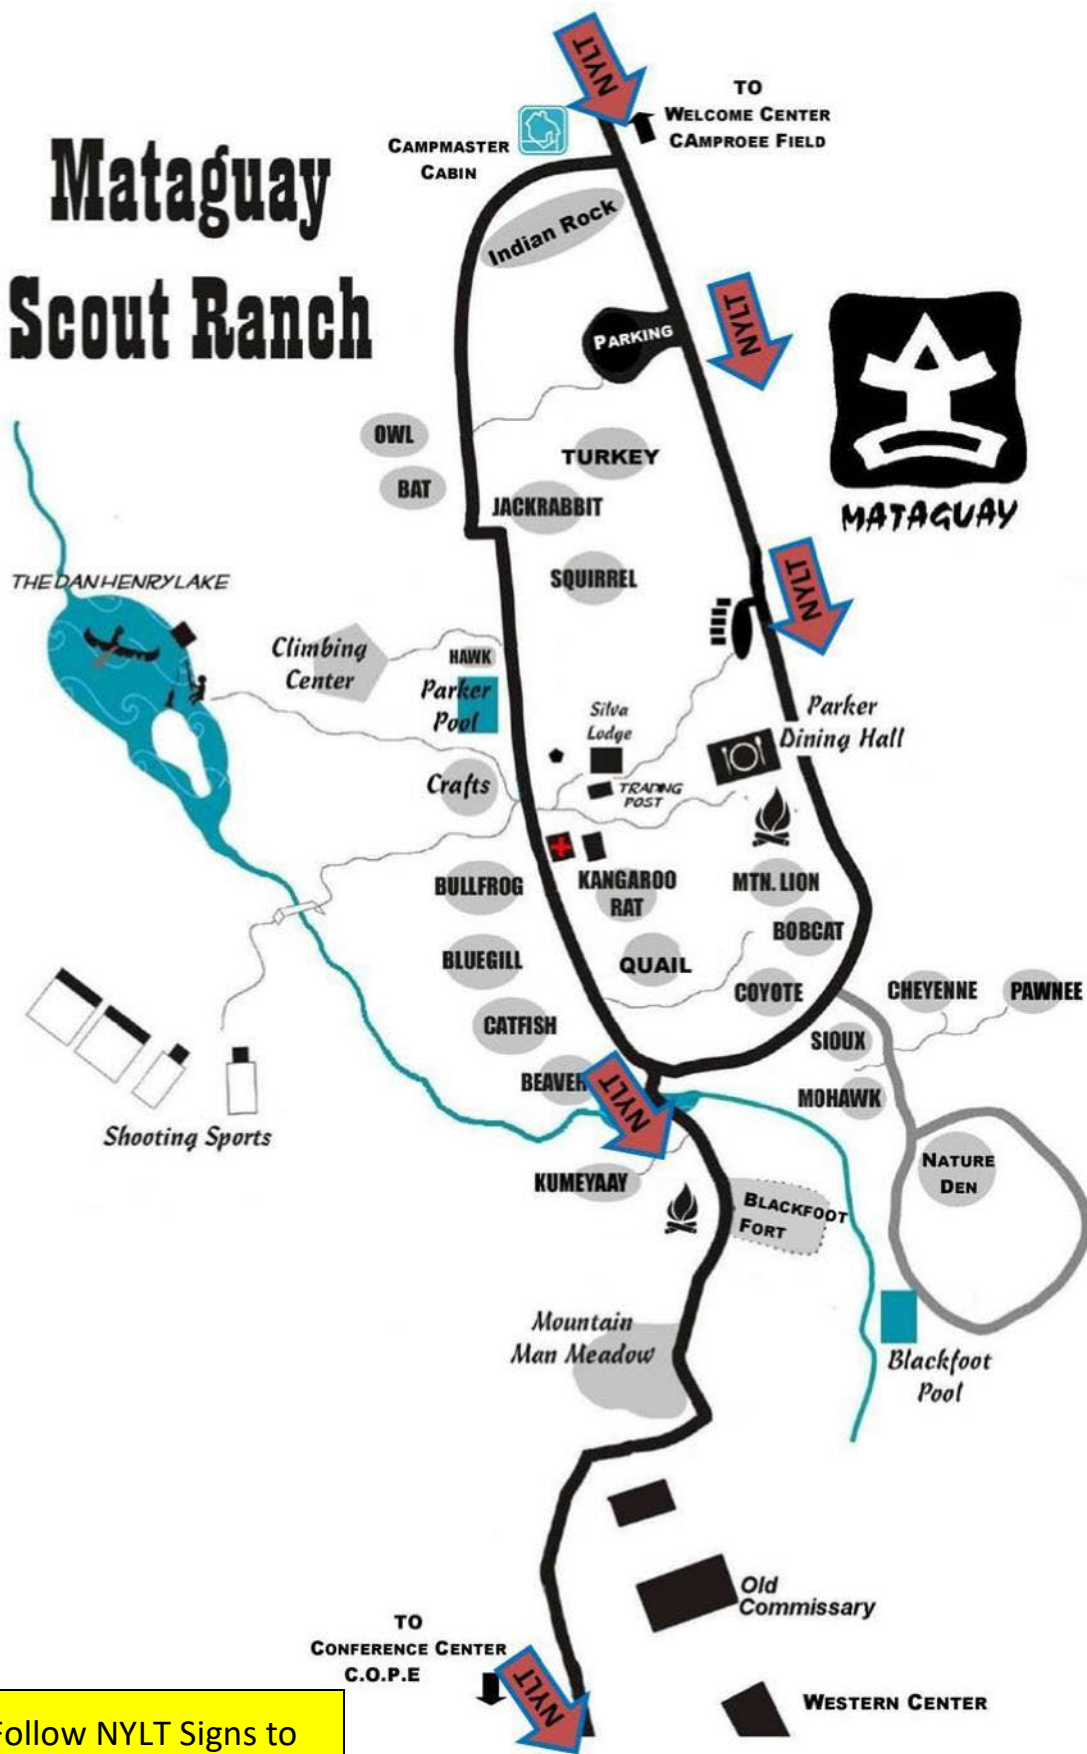 NYLT
TO
WELCOME CENTER
CAMPROEE FIELD
CAMPMASTER
CABIN
Mataguay
Scout Ranch
Indian Rock
NYLT
PARKING
MATAGUAY
OWL
TURKEY
BAT
JACKRABBIT
NYLT
SQUIRREL
THE DAN HENRY LAKE
Climbing
Center
HAWK
Parker
Pool
Silva
Lodge
Parker
Dining Hall
Crafts
TRADING
POST
BULLFROG
KANGAROO
RAT
MTN. LION
BOBCAT
BLUEGILL
QUAIL
COYOTE
CHEYENNE
PAWNEE
CATFISH
SIOUX
BEAVER
NYLT
MOHAWK
Shooting Sports
KUMEYAAY
NATURE
DEN
BLACKFOOT
FORT
Mountain
Man Meadow
Blackfoot
Pool
Old
Commissary
TO
CONFERENCE CENTER
C.O.P.E
NYLT
WESTERN CENTER
Follow NYLT Signs to